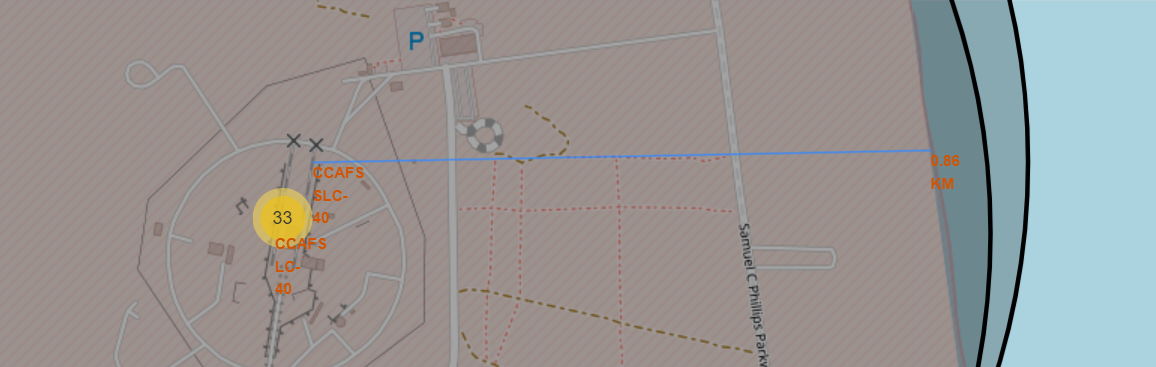 P
CCAFS
SLC-
40
0.86
KM
33
CCAFS
LC-
40
Samuel C Phillips Parkw